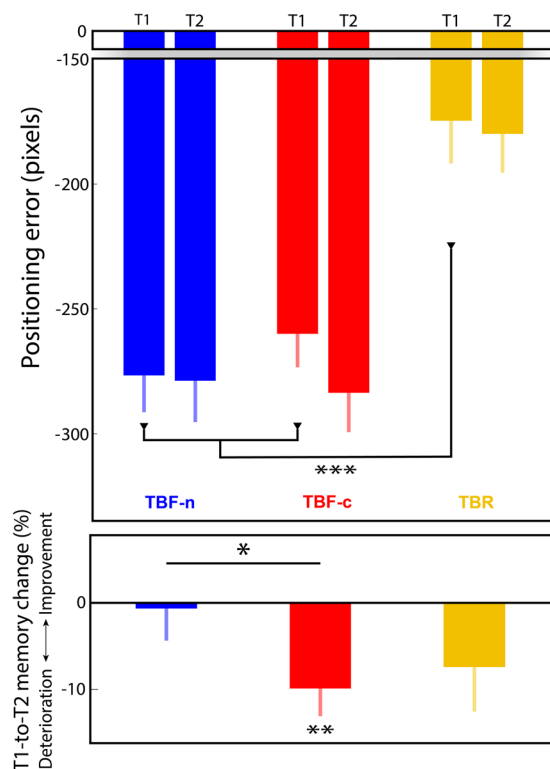 T1 T2 T1 T2 T1 T2
0
-150
-200
-250
-300
Positioning error (pixels)
***
TBF-n TBF-c TBR
T1-to-T2 memory change (%)
Deterioration ↔ Improvement
*
0
-10
**